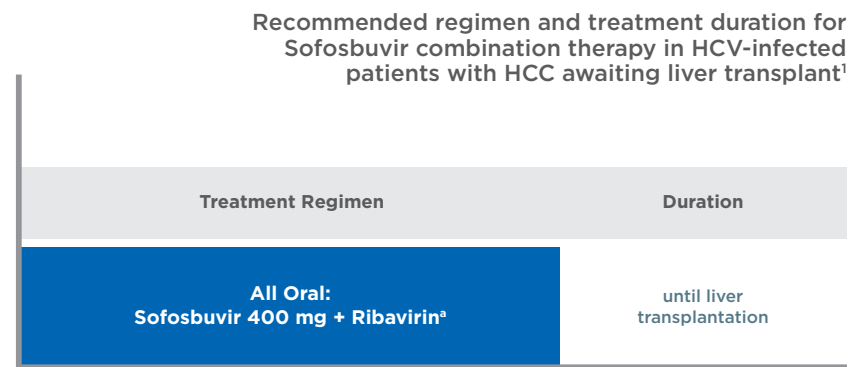 Recommended regimen and treatment duration for
Sofosbuvir combination therapy in HCV-infected
patients with HCC awaiting liver transplant¹
Treatment Regimen
Duration
All Oral:
Sofosbuvir 400 mg + Ribavirinᵃ
until liver
transplantation